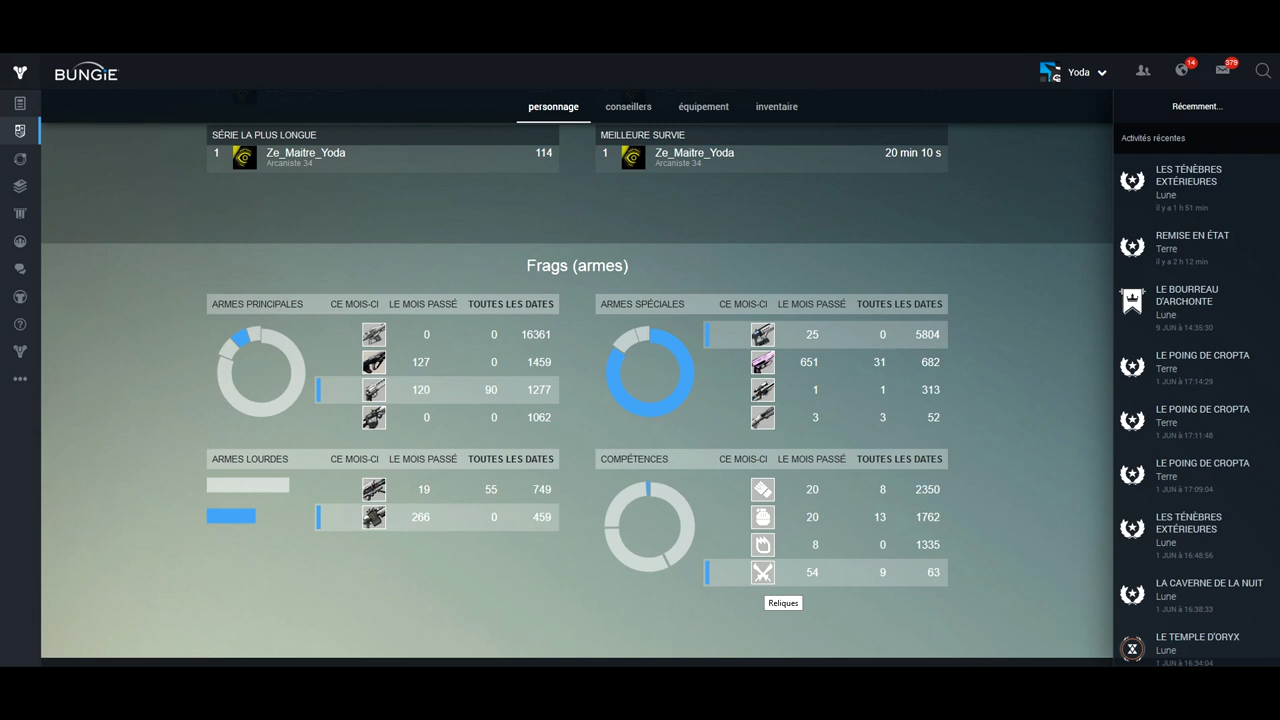 BUNGiE
Yoda
14
379
personnage
conseillers
équipement
inventaire
SÉRIE LA PLUS LONGUE
1 Ze_Maitre_Yoda 114
Arcaniste 34
MEILLEURE SURVIE
1 Ze_Maitre_Yoda 20 min 10 s
Arcaniste 34
Frags (armes)
ARMES PRINCIPALES CE MOIS-CI LE MOIS PASSÉ TOUTES LES DATES
0 0 16361
127 0 1459
120 90 1277
0 0 1062
ARMES SPÉCIALES CE MOIS-CI LE MOIS PASSÉ TOUTES LES DATES
25 0 5804
651 31 682
1 1 313
3 3 52
ARMES LOURDES CE MOIS-CI LE MOIS PASSÉ TOUTES LES DATES
19 55 749
266 0 459
COMPÉTENCES CE MOIS-CI LE MOIS PASSÉ TOUTES LES DATES
20 8 2350
20 13 1762
8 0 1335
54 9 63
Reliques
Récemment...
Activités récentes
LES TÉNÈBRES
EXTÉRIEURES
Lune
il y a 1 h 51 min
REMISE EN ÉTAT
Terre
il y a 2 h 12 min
LE BOURREAU
D'ARCHONTE
Lune
9 JUN à 14:35:30
LE POING DE CROPTA
Terre
1 JUN à 17:14:29
LE POING DE CROPTA
Terre
1 JUN à 17:11:48
LE POING DE CROPTA
Terre
1 JUN à 17:09:04
LES TÉNÈBRES
EXTÉRIEURES
Lune
1 JUN à 16:48:56
LA CAVERNE DE LA NUIT
Lune
1 JUN à 16:38:33
LE TEMPLE D'ORYX
Lune
1 JUN à 16:34:04